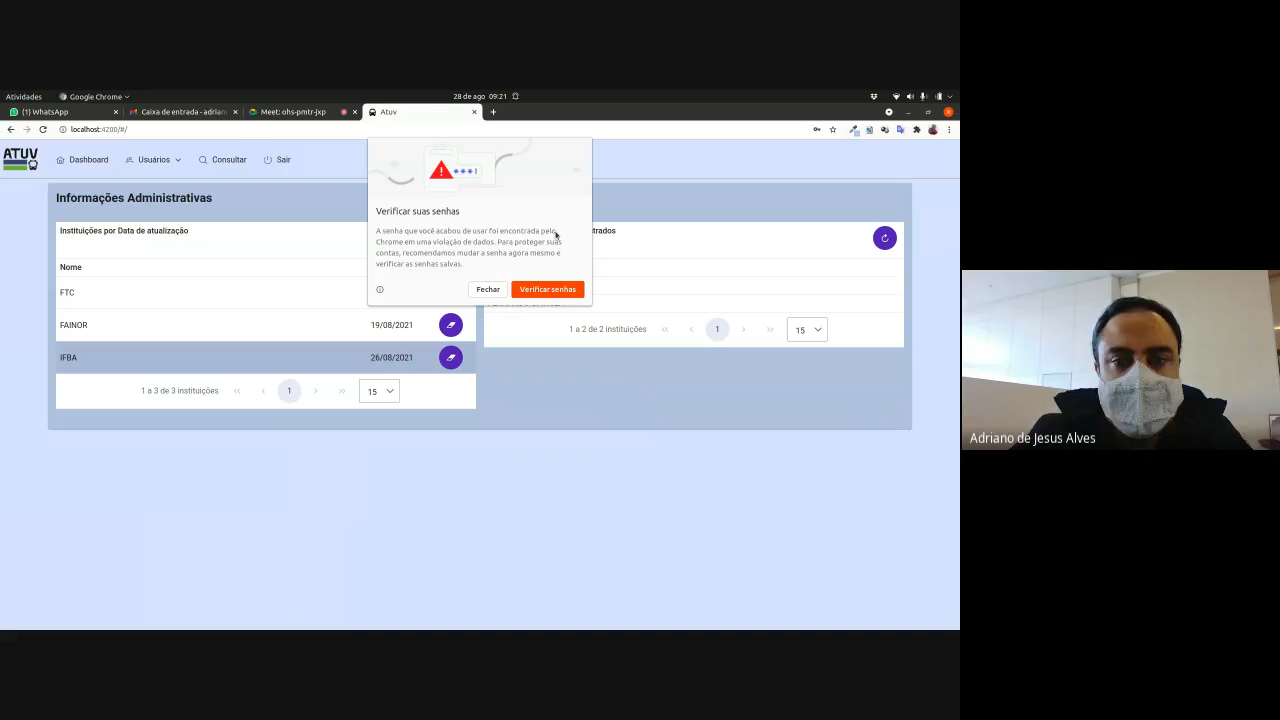 Atividades
Google Chrome
28 de ago 09:21
(1) WhatsApp
Caixa de entrada - adrian
Meet: ohs-pmtr-jxp
Atuv
localhost:4200/#/
ATUV
Dashboard
Usuários
Consultar
Sair
Informações Administrativas
Instituições por Data de atualização
Nome
FTC
FAINOR
19/08/2021
IFBA
26/08/2021
1 a 3 de 3 instituições
«
‹
1
›
»
15
Verificar suas senhas
A senha que você acabou de usar foi encontrada pelo
Chrome em uma violação de dados. Para proteger suas
contas, recomendamos mudar a senha agora mesmo e
verificar as senhas salvas.
Fechar
Verificar senhas
trados
1 a 2 de 2 instituições
«
‹
1
›
»
15
Adriano de Jesus Alves